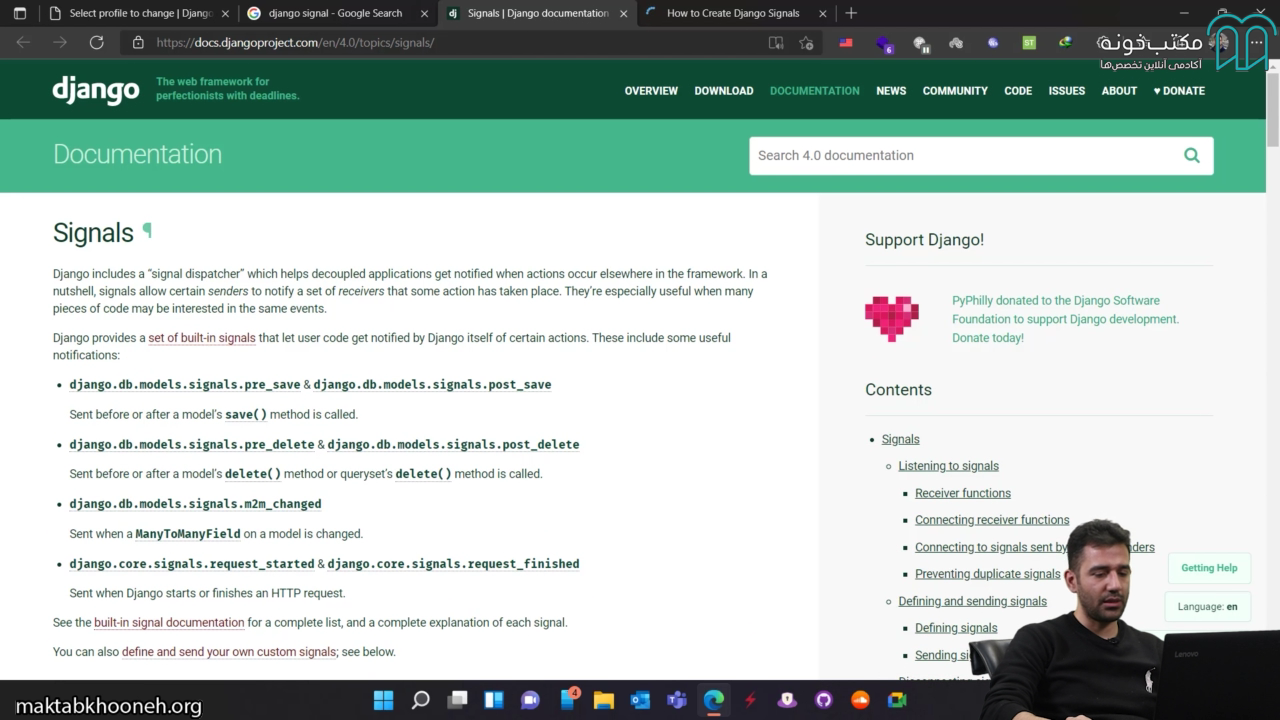 Select profile to change | Djang
django signal - Google Search
Signals | Django documentation
How to Create Django Signals
https://docs.djangoproject.com/en/4.0/topics/signals/
6
ST
مکتب‌خونه
آکادمی آنلاین تخصص‌ها
django
The web framework for
perfectionists with deadlines.
OVERVIEW DOWNLOAD DOCUMENTATION NEWS COMMUNITY CODE ISSUES ABOUT ♥ DONATE
Documentation
Search 4.0 documentation
Signals ¶
Django includes a “signal dispatcher” which helps decoupled applications get notified when actions occur elsewhere in the framework. In a
nutshell, signals allow certain senders to notify a set of receivers that some action has taken place. They’re especially useful when many
pieces of code may be interested in the same events.
Django provides a set of built-in signals that let user code get notified by Django itself of certain actions. These include some useful
notifications:
• django.db.models.signals.pre_save & django.db.models.signals.post_save
Sent before or after a model’s save() method is called.
• django.db.models.signals.pre_delete & django.db.models.signals.post_delete
Sent before or after a model’s delete() method or queryset’s delete() method is called.
• django.db.models.signals.m2m_changed
Sent when a ManyToManyField on a model is changed.
• django.core.signals.request_started & django.core.signals.request_finished
Sent when Django starts or finishes an HTTP request.
See the built-in signal documentation for a complete list, and a complete explanation of each signal.
You can also define and send your own custom signals; see below.
Support Django!
PyPhilly donated to the Django Software
Foundation to support Django development.
Donate today!
Contents
Signals
Listening to signals
Receiver functions
Connecting receiver functions
Connecting to signals sent by
Preventing duplicate signals
Defining and sending signals
Defining signals
Sending
Getting Help
Language: en
4
Lenovo
maktabkhooneh.org